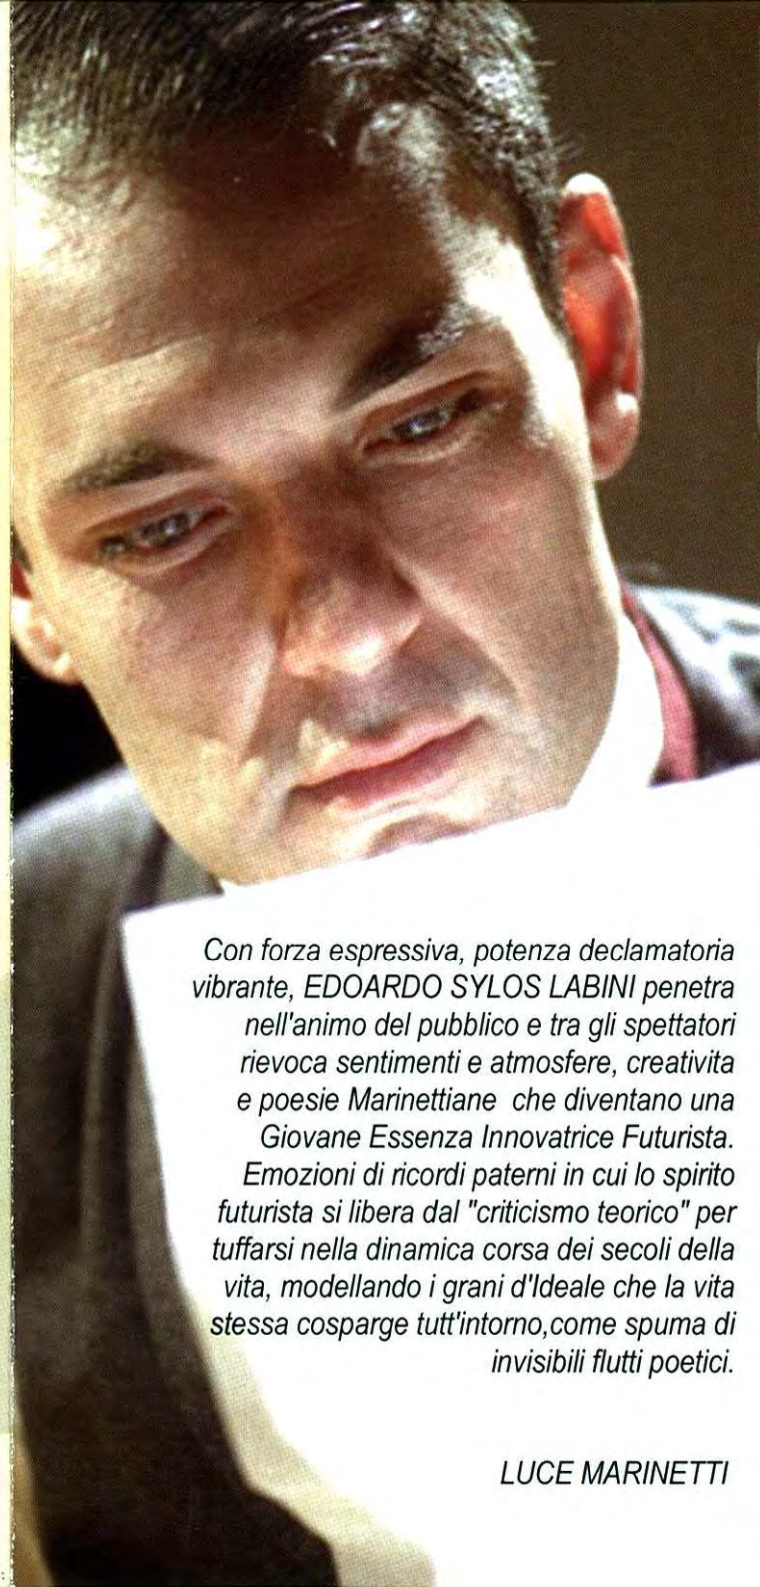 Con forza espressiva, potenza declamatoria
vibrante, EDOARDO SYLOS LABINI penetra
nell'animo del pubblico e tra gli spettatori
rievoca sentimenti e atmosfere, creativita
e poesie Marinettiane che diventano una
Giovane Essenza Innovatrice Futurista.
Emozioni di ricordi paterni in cui lo spirito
futurista si libera dal "criticismo teorico" per
tuffarsi nella dinamica corsa dei secoli della
vita, modellando i grani d'Ideale che la vita
stessa cosparge tutt'intorno,come spuma di
invisibili flutti poetici.
LUCE MARINETTI